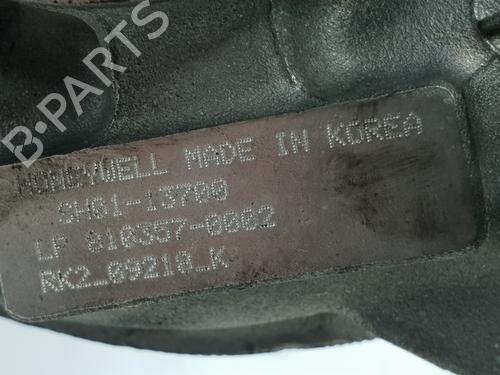 HONEYWELL MADE IN KOREA
SH01-13700
LP 810357-0002
RK2_09210_K
B-PARTS